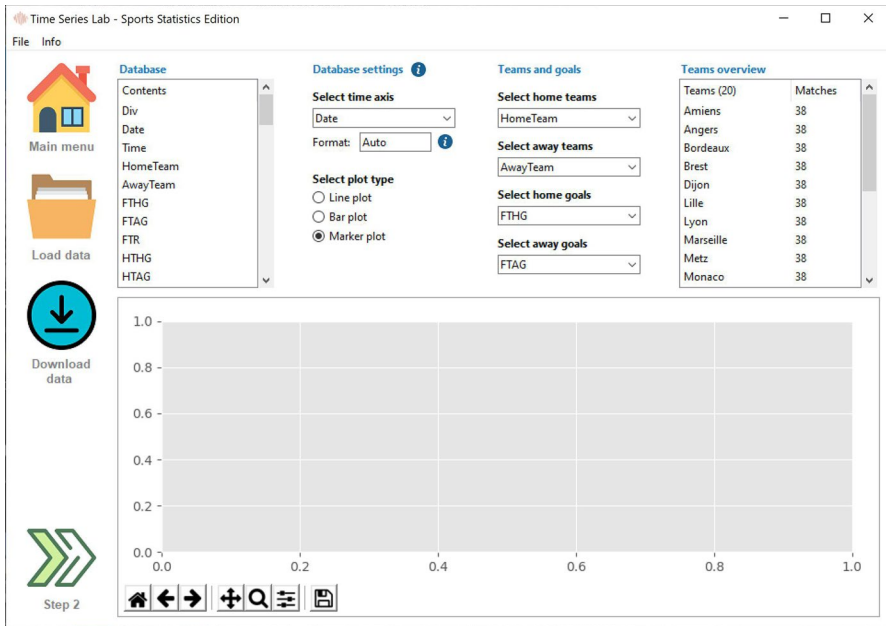 Time Series Lab - Sports Statistics Edition
File Info
Main menu
Load data
Download
data
Step 2
Database
Contents
Div
Date
Time
HomeTeam
AwayTeam
FTHG
FTAG
FTR
HTHG
HTAG
Database settings i
Select time axis
Date
Format: Auto i
Select plot type
Line plot
Bar plot
Marker plot
Teams and goals
Select home teams
HomeTeam
Select away teams
AwayTeam
Select home goals
FTHG
Select away goals
FTAG
Teams overview
Teams (20) Matches
Amiens 38
Angers 38
Bordeaux 38
Brest 38
Dijon 38
Lille 38
Lyon 38
Marseille 38
Metz 38
Monaco 38
1.0
0.8
0.6
0.4
0.2
0.0
0.0 0.2 0.4 0.6 0.8 1.0